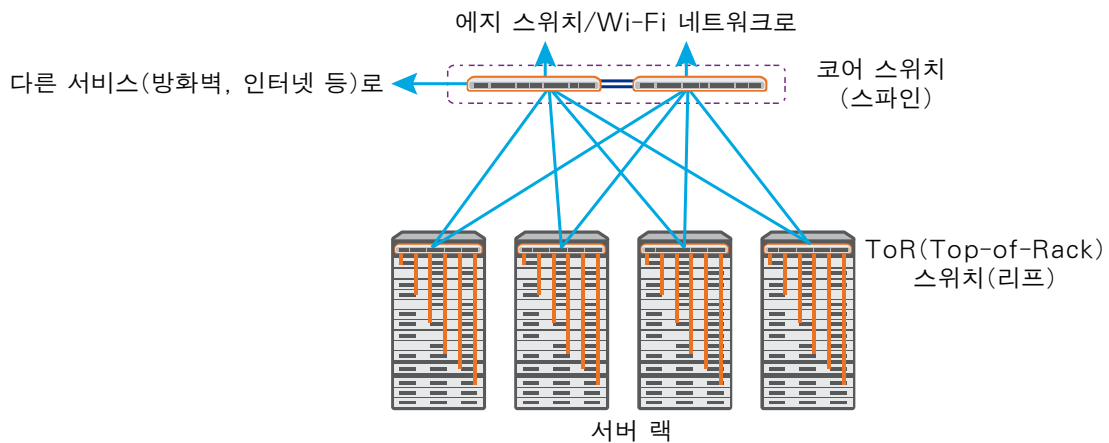 에지 스위치/Wi-Fi 네트워크로
다른 서비스(방화벽, 인터넷 등)로
코어 스위치
(스파인)
ToR(Top-of-Rack)
스위치(리프)
서버 랙